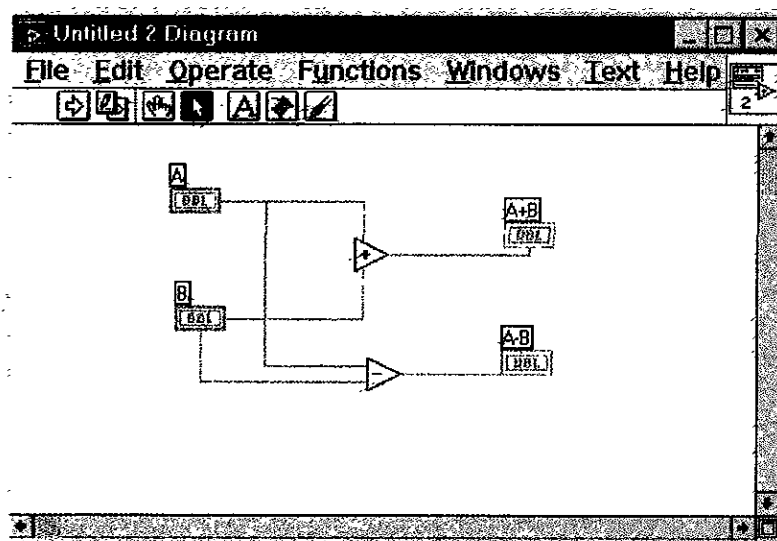 Untitled 2 Diagram
File Edit Operate Functions Windows Text Help
2
A
A
DBL
A+B
DBL
+
B
DBL
A-B
DBL
-